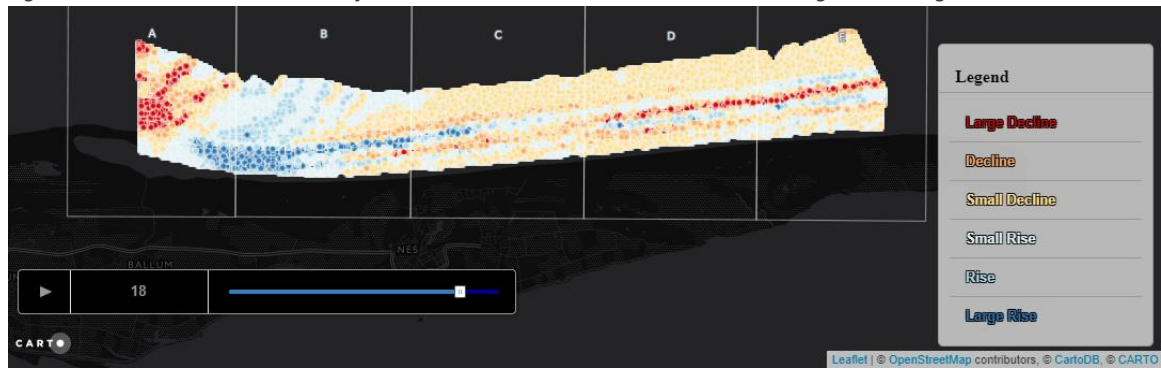 A B C D E
Legend
Large Decline
Decline
Small Decline
Small Rise
Rise
Large Rise
NES
BALLUM
18
CARTO
Leaflet | © OpenStreetMap contributors, © CartoDB, © CARTO